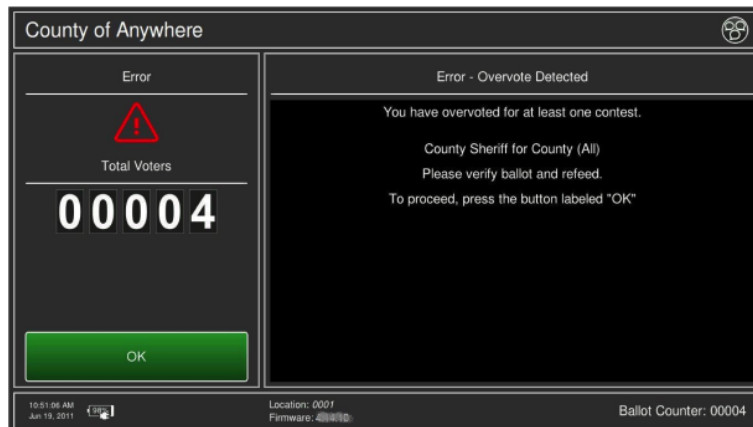 County of Anywhere
Error
Total Voters
00004
OK
Error - Overvote Detected
You have overvoted for at least one contest.
County Sheriff for County (All)
Please verify ballot and refeed.
To proceed, press the button labeled "OK"
10:51:06 AM
Jun 19, 2011
98%
Location: 0001
Firmware:
Ballot Counter: 00004